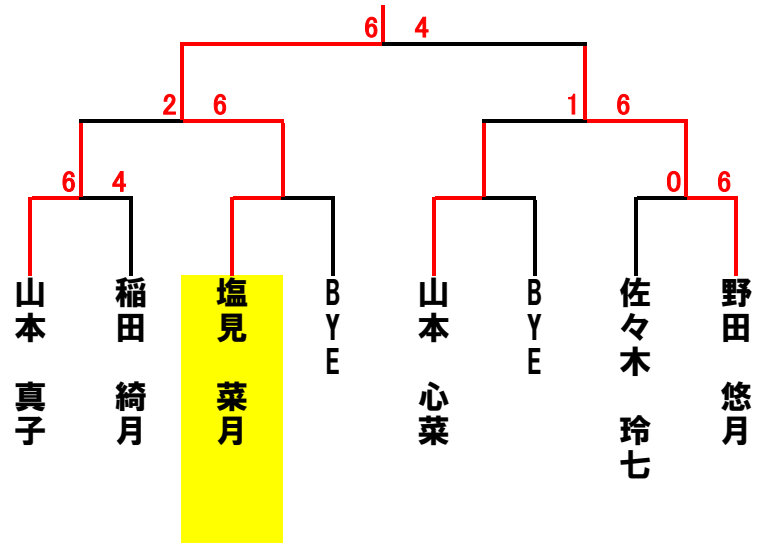 6 4
2 6
1 6
6 4
0 6
山本 真子
稲田 綺月
塩見 菜月
BYE
山本 心菜
BYE
佐々木 玲七
野田 悠月